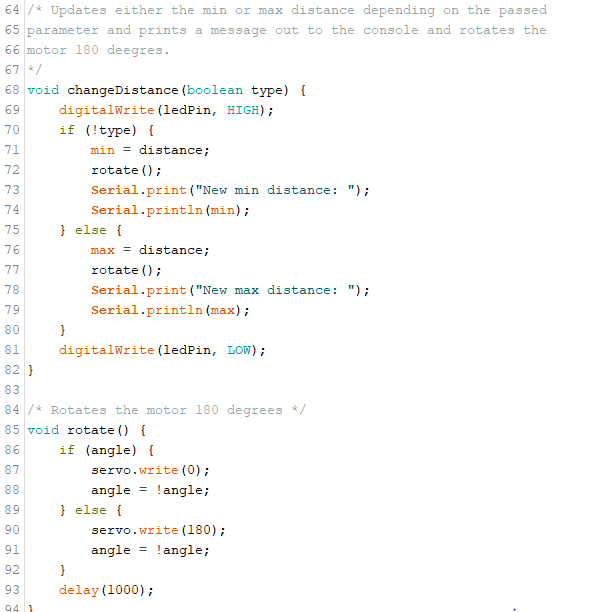 64 /* Updates either the min or max distance depending on the passed
65 parameter and prints a message out to the console and rotates the
66 motor 180 deegres.
67 */
68 void changeDistance(boolean type) {
69     digitalWrite(ledPin, HIGH);
70     if (!type) {
71         min = distance;
72         rotate();
73         Serial.print("New min distance: ");
74         Serial.println(min);
75     } else {
76         max = distance;
77         rotate();
78         Serial.print("New max distance: ");
79         Serial.println(max);
80     }
81     digitalWrite(ledPin, LOW);
82 }
83
84 /* Rotates the motor 180 degrees */
85 void rotate() {
86     if (angle) {
87         servo.write(0);
88         angle = !angle;
89     } else {
90         servo.write(180);
91         angle = !angle;
92     }
93     delay(1000);
94 }